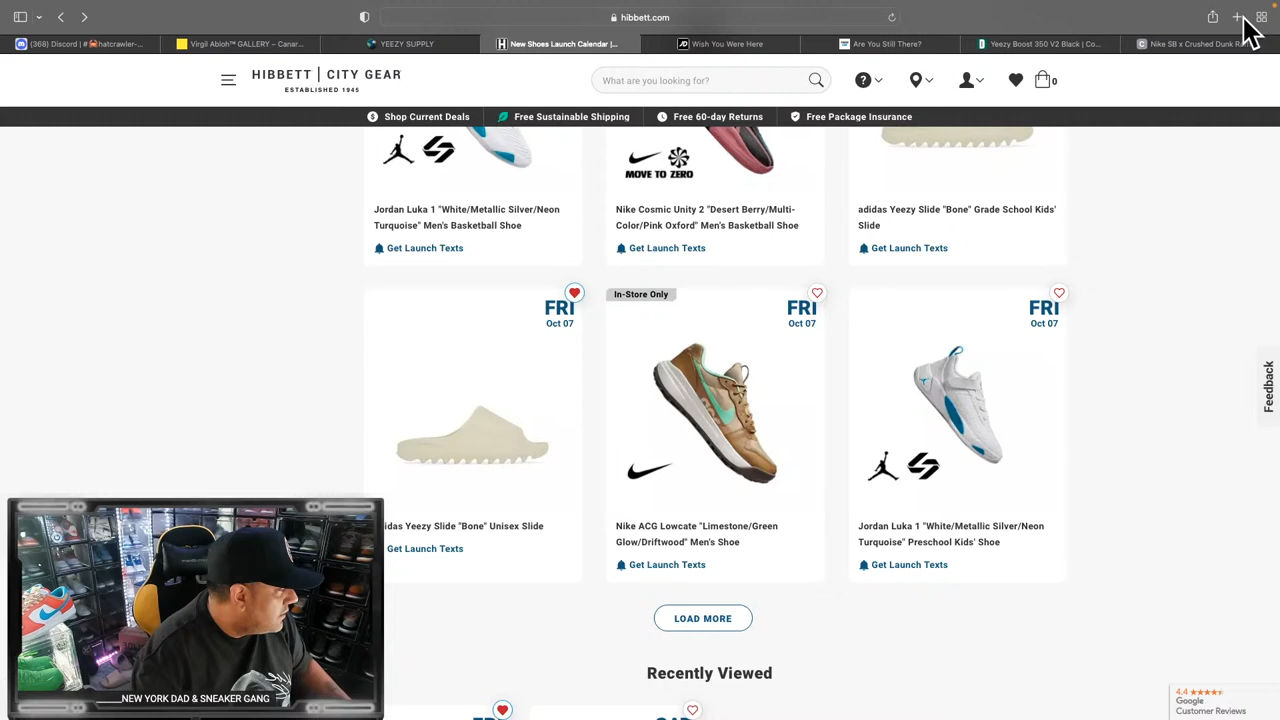 hibbett.com
(368) Discord | #🦀hatcrawler-...
Virgil Abloh™ GALLERY – Canar...
YEEZY SUPPLY
New Shoes Launch Calendar |...
Wish You Were Here
Are You Still There?
Yeezy Boost 350 V2 Black | Co...
Nike SB x Crushed Dunk
HIBBETT | CITY GEAR
ESTABLISHED 1945
What are you looking for?
0
Shop Current Deals
Free Sustainable Shipping
Free 60-day Returns
Free Package Insurance
MOVE TO ZERO
Jordan Luka 1 "White/Metallic Silver/Neon
Turquoise" Men's Basketball Shoe
Get Launch Texts
Nike Cosmic Unity 2 "Desert Berry/Multi-
Color/Pink Oxford" Men's Basketball Shoe
Get Launch Texts
adidas Yeezy Slide "Bone" Grade School Kids'
Slide
Get Launch Texts
FRI
Oct 07
In-Store Only
FRI
Oct 07
FRI
Oct 07
idas Yeezy Slide "Bone" Unisex Slide
Get Launch Texts
Nike ACG Lowcate "Limestone/Green
Glow/Driftwood" Men's Shoe
Get Launch Texts
Jordan Luka 1 "White/Metallic Silver/Neon
Turquoise" Preschool Kids' Shoe
Get Launch Texts
LOAD MORE
Recently Viewed
Feedback
4.4
Google
Customer Reviews
NEW YORK DAD & SNEAKER GANG